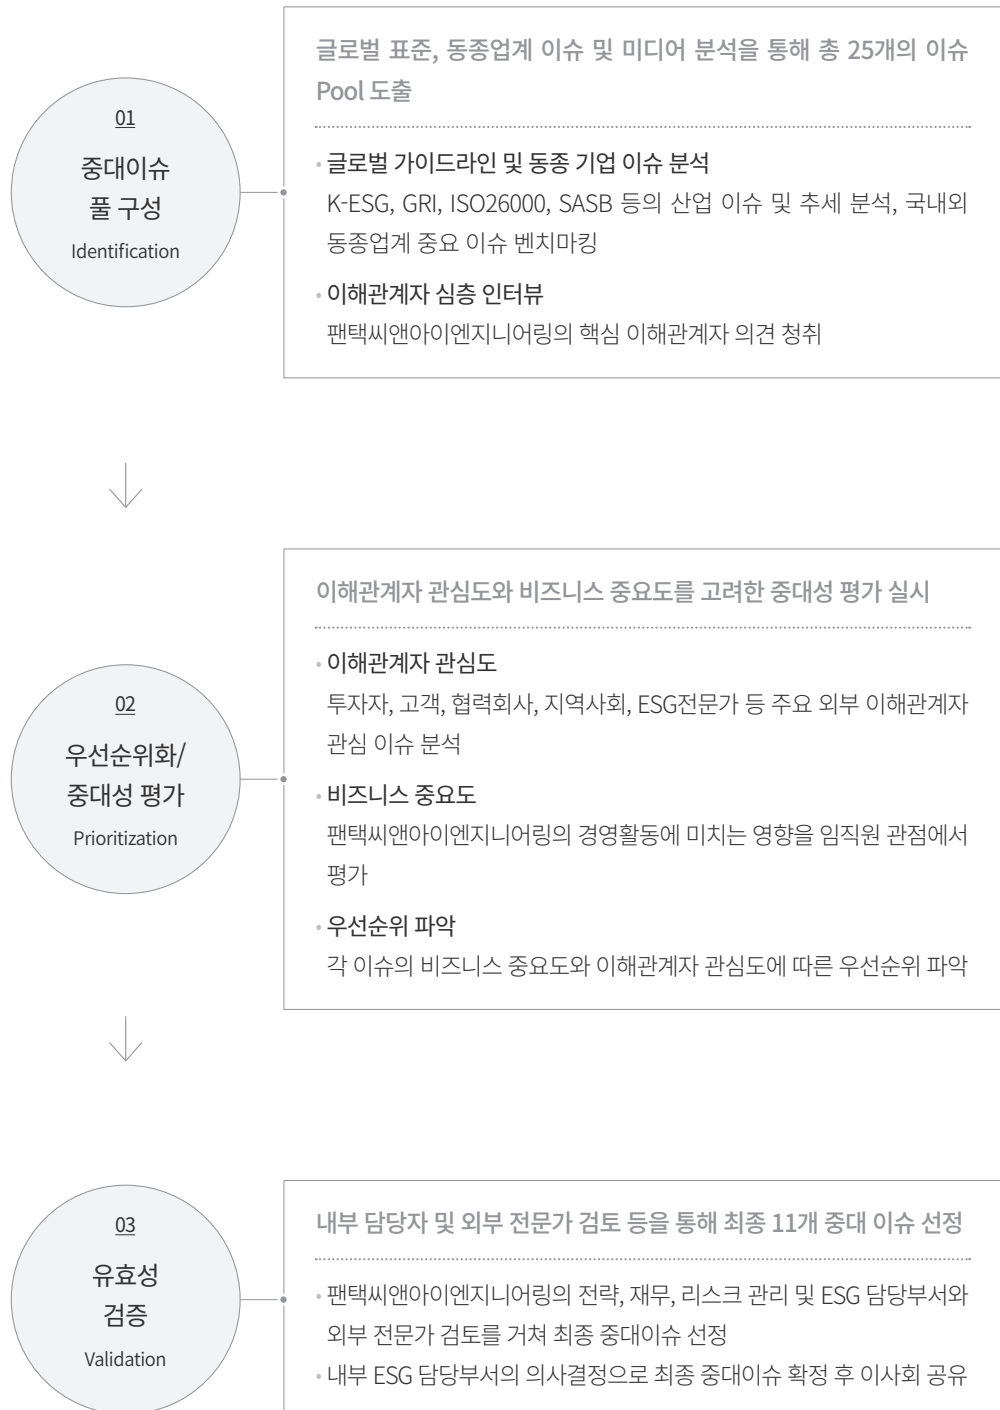 01
중대이슈
풀 구성
Identification
글로벌 표준, 동종업계 이슈 및 미디어 분석을 통해 총 25개의 이슈
Pool 도출
· 글로벌 가이드라인 및 동종 기업 이슈 분석
K-ESG, GRI, ISO26000, SASB 등의 산업 이슈 및 추세 분석, 국내외
동종업계 중요 이슈 벤치마킹
· 이해관계자 심층 인터뷰
팬택씨앤아이엔지니어링의 핵심 이해관계자 의견 청취
02
우선순위화/
중대성 평가
Prioritization
이해관계자 관심도와 비즈니스 중요도를 고려한 중대성 평가 실시
· 이해관계자 관심도
투자자, 고객, 협력회사, 지역사회, ESG전문가 등 주요 외부 이해관계자
관심 이슈 분석
· 비즈니스 중요도
팬택씨앤아이엔지니어링의 경영활동에 미치는 영향을 임직원 관점에서
평가
· 우선순위 파악
각 이슈의 비즈니스 중요도와 이해관계자 관심도에 따른 우선순위 파악
03
유효성
검증
Validation
내부 담당자 및 외부 전문가 검토 등을 통해 최종 11개 중대 이슈 선정
· 팬택씨앤아이엔지니어링의 전략, 재무, 리스크 관리 및 ESG 담당부서와
외부 전문가 검토를 거쳐 최종 중대이슈 선정
· 내부 ESG 담당부서의 의사결정으로 최종 중대이슈 확정 후 이사회 공유